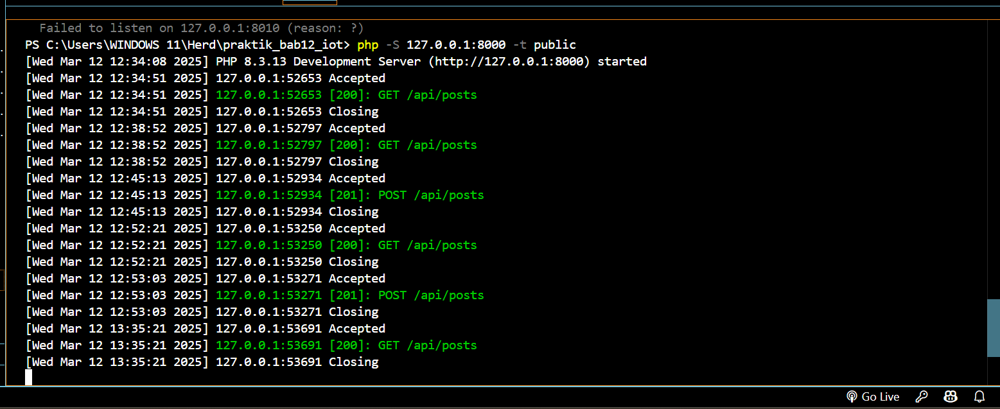 Failed to listen on 127.0.0.1:8010 (reason: ?)
PS C:\Users\WINDOWS 11\Herd\praktik_bab12_iot> php -S 127.0.0.1:8000 -t public
[Wed Mar 12 12:34:08 2025] PHP 8.3.13 Development Server (http://127.0.0.1:8000) started
[Wed Mar 12 12:34:51 2025] 127.0.0.1:52653 Accepted
[Wed Mar 12 12:34:51 2025] 127.0.0.1:52653 [200]: GET /api/posts
[Wed Mar 12 12:34:51 2025] 127.0.0.1:52653 Closing
[Wed Mar 12 12:38:52 2025] 127.0.0.1:52797 Accepted
[Wed Mar 12 12:38:52 2025] 127.0.0.1:52797 [200]: GET /api/posts
[Wed Mar 12 12:38:52 2025] 127.0.0.1:52797 Closing
[Wed Mar 12 12:45:13 2025] 127.0.0.1:52934 Accepted
[Wed Mar 12 12:45:13 2025] 127.0.0.1:52934 [201]: POST /api/posts
[Wed Mar 12 12:45:13 2025] 127.0.0.1:52934 Closing
[Wed Mar 12 12:52:21 2025] 127.0.0.1:53250 Accepted
[Wed Mar 12 12:52:21 2025] 127.0.0.1:53250 [200]: GET /api/posts
[Wed Mar 12 12:52:21 2025] 127.0.0.1:53250 Closing
[Wed Mar 12 12:53:03 2025] 127.0.0.1:53271 Accepted
[Wed Mar 12 12:53:03 2025] 127.0.0.1:53271 [201]: POST /api/posts
[Wed Mar 12 12:53:03 2025] 127.0.0.1:53271 Closing
[Wed Mar 12 13:35:21 2025] 127.0.0.1:53691 Accepted
[Wed Mar 12 13:35:21 2025] 127.0.0.1:53691 [200]: GET /api/posts
[Wed Mar 12 13:35:21 2025] 127.0.0.1:53691 Closing
Go Live